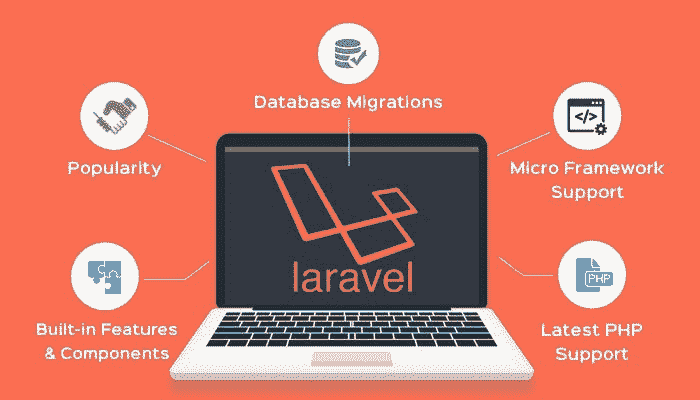 Database Migrations
Popularity
Micro Framework
Support
</>
laravel
PHP
Built-in Features
& Components
Latest PHP
Support